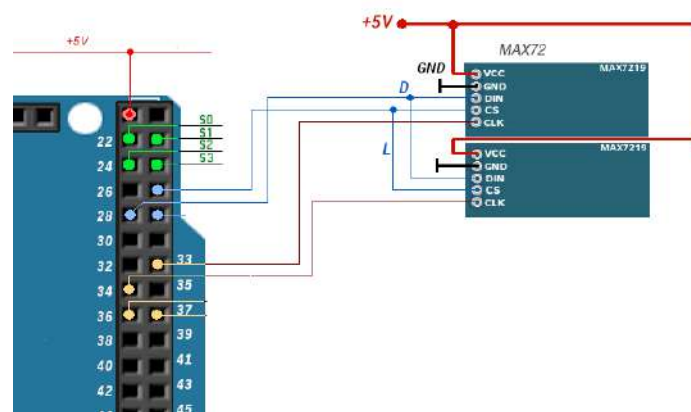 +5V
+5V
MAX72
GND
MAX7219
VCC
GND
DIN
CS
CLK
D
L
MAX7219
VCC
GND
DIN
CS
CLK
S0
S1
S2
S3
22
24
26
28
30
32
33
34
35
36
37
38
39
40
41
42
43
45